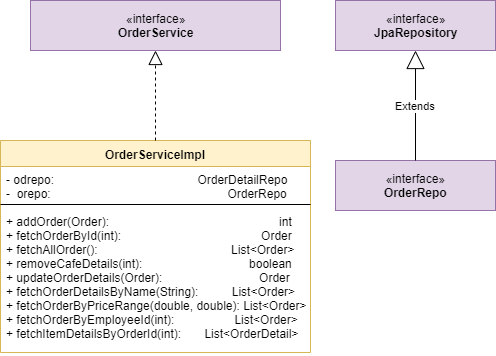 «interface»
OrderService
«interface»
JpaRepository
Extends
OrderServiceImpl
- odrepo: OrderDetailRepo
- orepo: OrderRepo
+ addOrder(Order): int
+ fetchOrderById(int): Order
+ fetchAllOrder(): List<Order>
+ removeCafeDetails(int): boolean
+ updateOrderDetails(Order): Order
+ fetchOrderDetailsByName(String): List<Order>
+ fetchOrderByPriceRange(double, double): List<Order>
+ fetchOrderByEmployeeId(int): List<Order>
+ fetchItemDetailsByOrderId(int): List<OrderDetail>
«interface»
OrderRepo